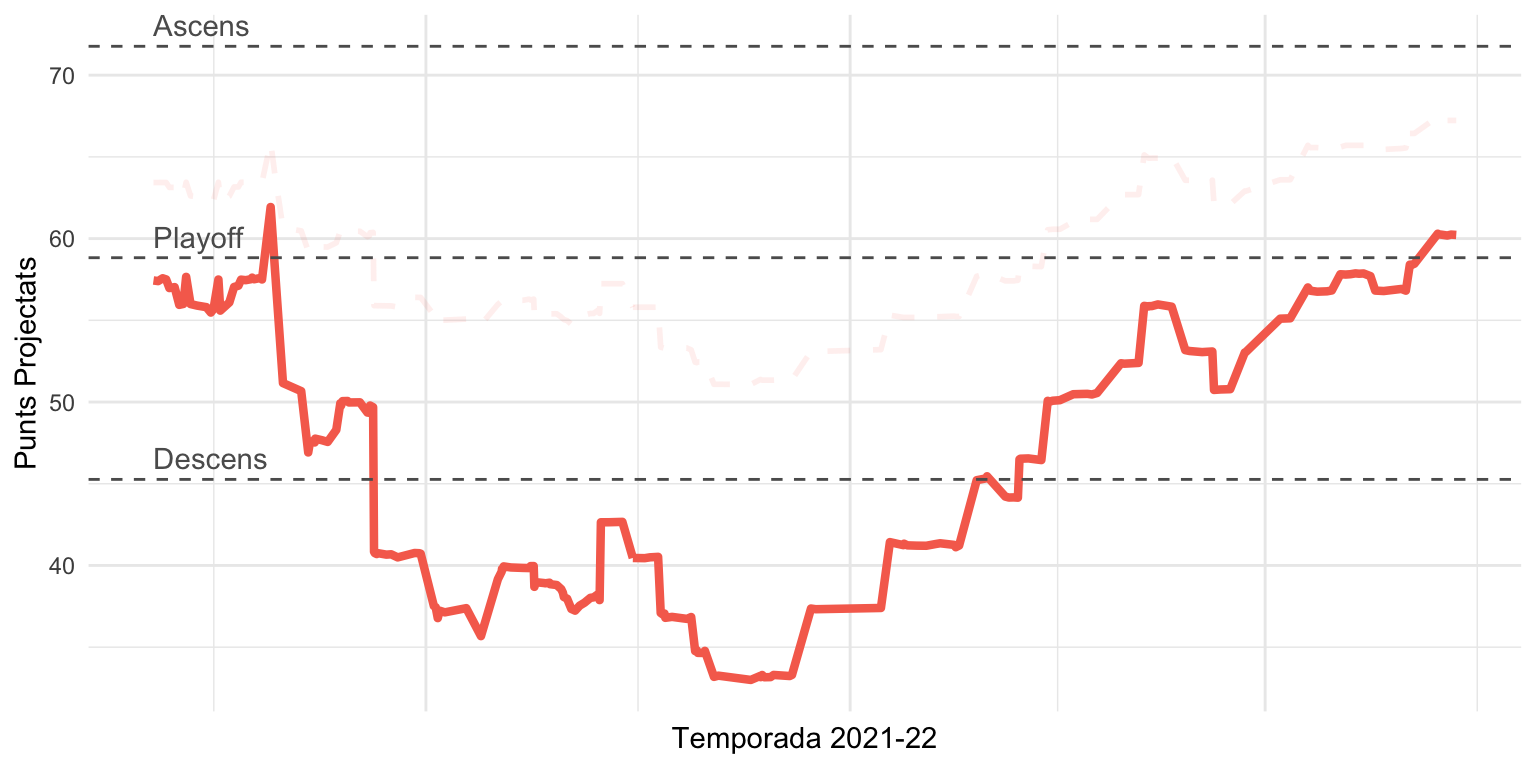 Ascens
70
60
Playoff
50
Descens
40
Punts Projectats
Temporada 2021-22